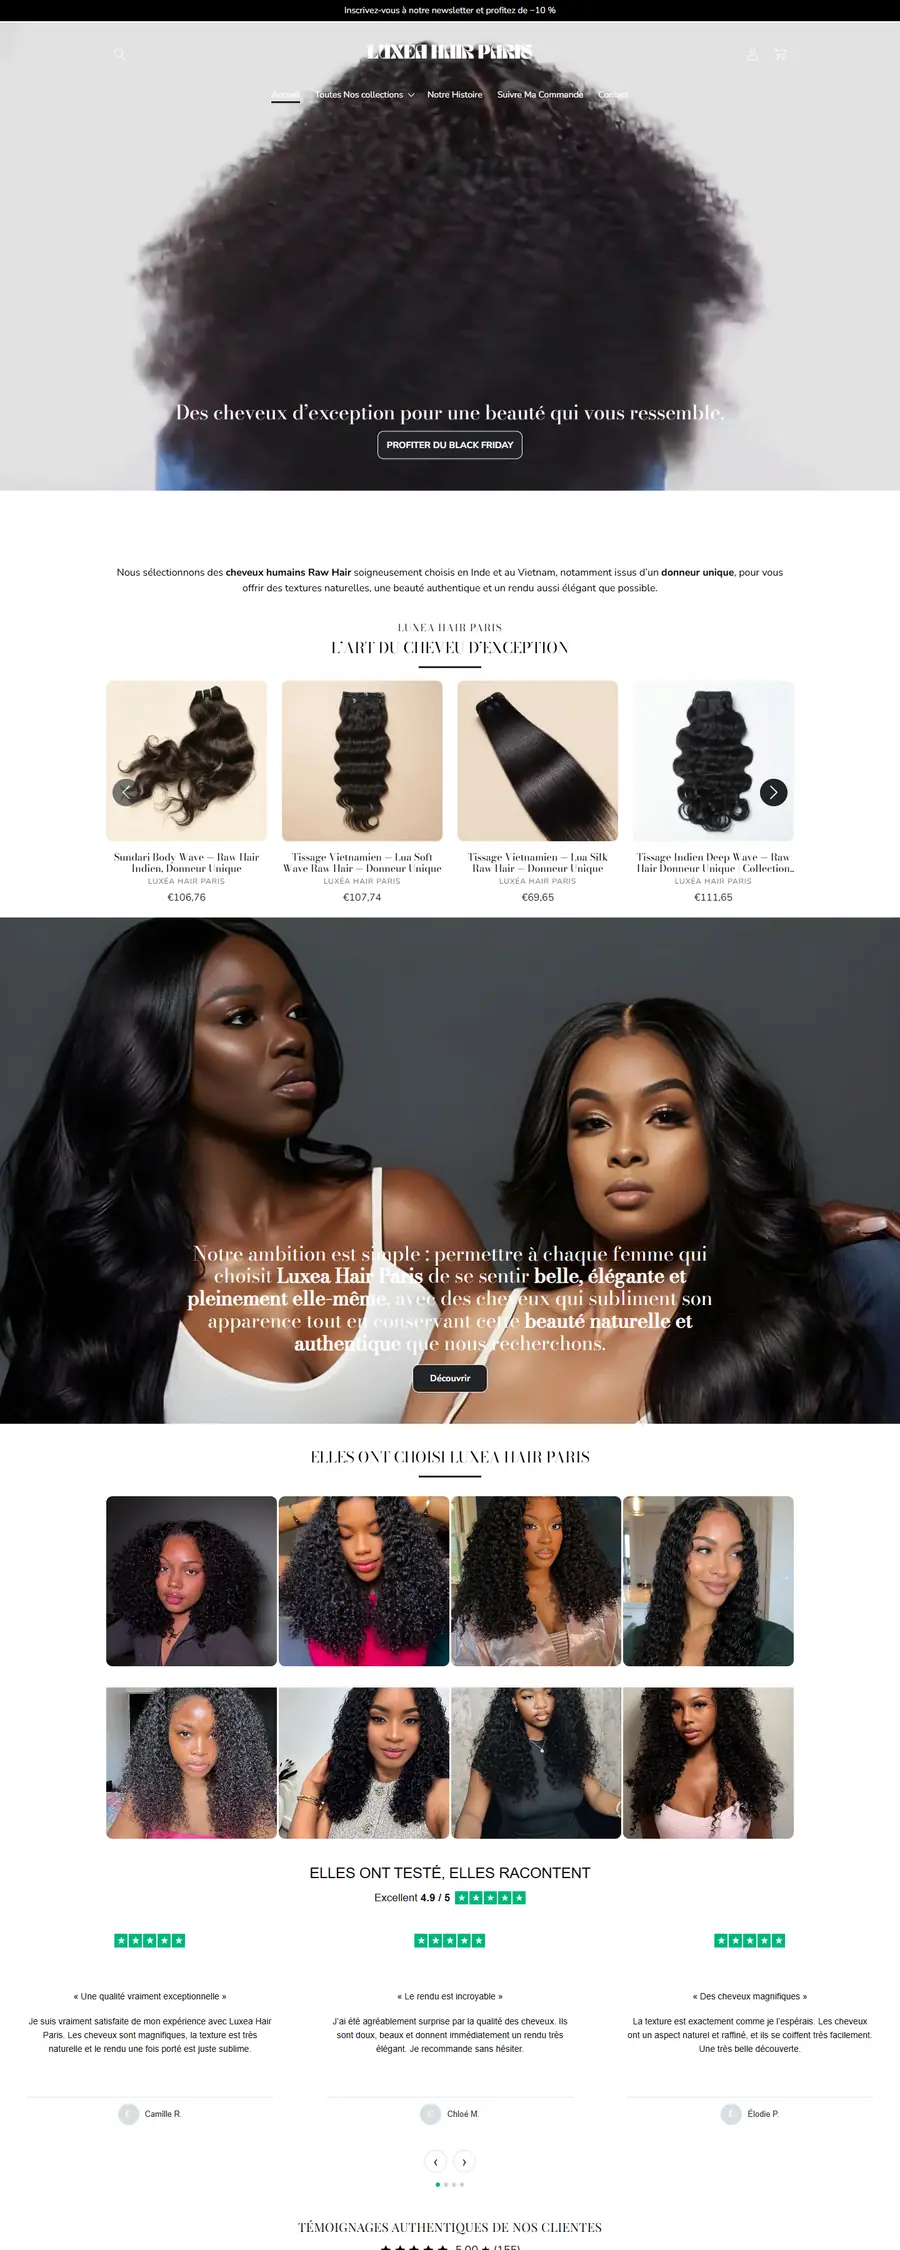 Inscrivez-vous à notre newsletter et profitez de −10 %
LUXEA HAIR PARIS
Accueil Toutes Nos collections Notre Histoire Suivre Ma Commande Contact
Des cheveux d'exception pour une beauté qui vous ressemble.
PROFITER DU BLACK FRIDAY
Nous sélectionnons des cheveux humains Raw Hair soigneusement choisis en Inde et au Vietnam, notamment issus d'un donneur unique, pour vous
offrir des textures naturelles, une beauté authentique et un rendu aussi élégant que possible.
LUXEA HAIR PARIS
L'ART DU CHEVEU D'EXCEPTION
Sundari Body Wave – Raw Hair
Indien, Donneur Unique
LUXÉA HAIR PARIS
€106,76
Tissage Vietnamien – Lua Soft
Wave Raw Hair – Donneur Unique
LUXÉA HAIR PARIS
€107,74
Tissage Vietnamien – Lua Silk
Raw Hair – Donneur Unique
LUXÉA HAIR PARIS
€69,65
Tissage Indien Deep Wave – Raw
Hair Donneur Unique | Collection..
LUXÉA HAIR PARIS
€111,65
Notre ambition est simple : permettre à chaque femme qui
choisit Luxea Hair Paris de se sentir belle, élégante et
pleinement elle-même, avec des cheveux qui subliment son
apparence tout en conservant cette beauté naturelle et
authentique que nous recherchons.
Découvrir
ELLES ONT CHOISI LUXEA HAIR PARIS
ELLES ONT TESTÉ, ELLES RACONTENT
Excellent 4.9 / 5
« Une qualité vraiment exceptionnelle »
Je suis vraiment satisfaite de mon expérience avec Luxea Hair
Paris. Les cheveux sont magnifiques, la texture est très
naturelle et le rendu une fois porté est juste sublime.
C Camille R.
« Le rendu est incroyable »
J'ai été agréablement surprise par la qualité des cheveux. Ils
sont doux, beaux et donnent immédiatement un rendu très
élégant. Je recommande sans hésiter.
C Chloé M.
« Des cheveux magnifiques »
La texture est exactement comme je l'espérais. Les cheveux
ont un aspect naturel et raffiné, et ils se coiffent très facilement.
Une très belle découverte.
É Élodie P.
TÉMOIGNAGES AUTHENTIQUES DE NOS CLIENTES
5.00 ★ (155)